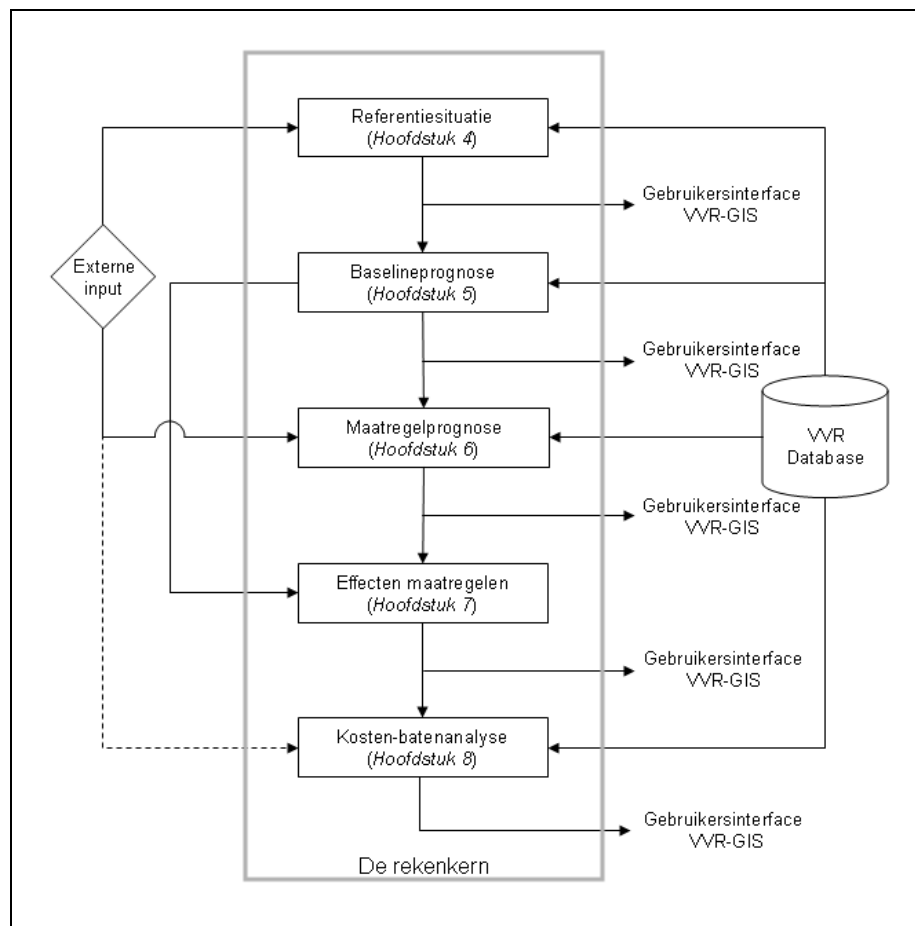 Referentiesituatie
(Hoofdstuk 4)
Gebruikersinterface
VVR-GIS
Externe
input
Baselineprognose
(Hoofdstuk 5)
Gebruikersinterface
VVR-GIS
Maatregelprognose
(Hoofdstuk 6)
VVR
Database
Gebruikersinterface
VVR-GIS
Effecten maatregelen
(Hoofdstuk 7)
Gebruikersinterface
VVR-GIS
Kosten-batenanalyse
(Hoofdstuk 8)
Gebruikersinterface
VVR-GIS
De rekenkern